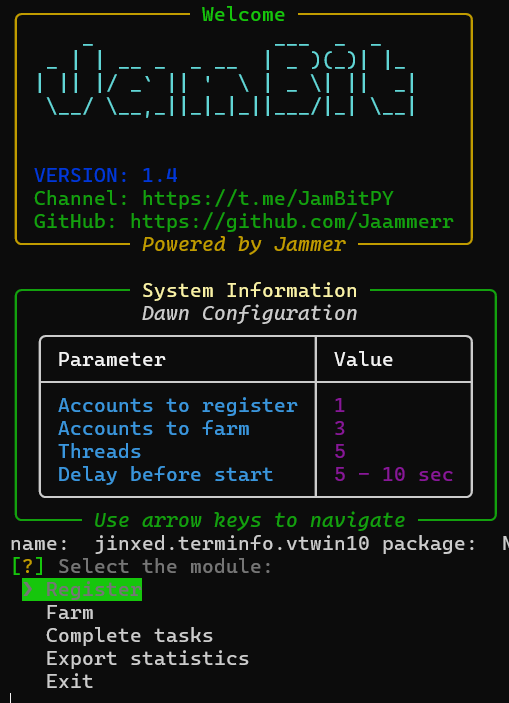 Welcome
JamBit
VERSION: 1.4
Channel: https://t.me/JamBitPY
GitHub: https://github.com/Jaammerr
Powered by Jammer
System Information
Dawn Configuration
Parameter Value
Accounts to register 1
Accounts to farm 3
Threads 5
Delay before start 5 - 10 sec
Use arrow keys to navigate
name:  jinxed.terminfo.vtwin10 package:
[?] Select the module:
> Register
Farm
Complete tasks
Export statistics
Exit